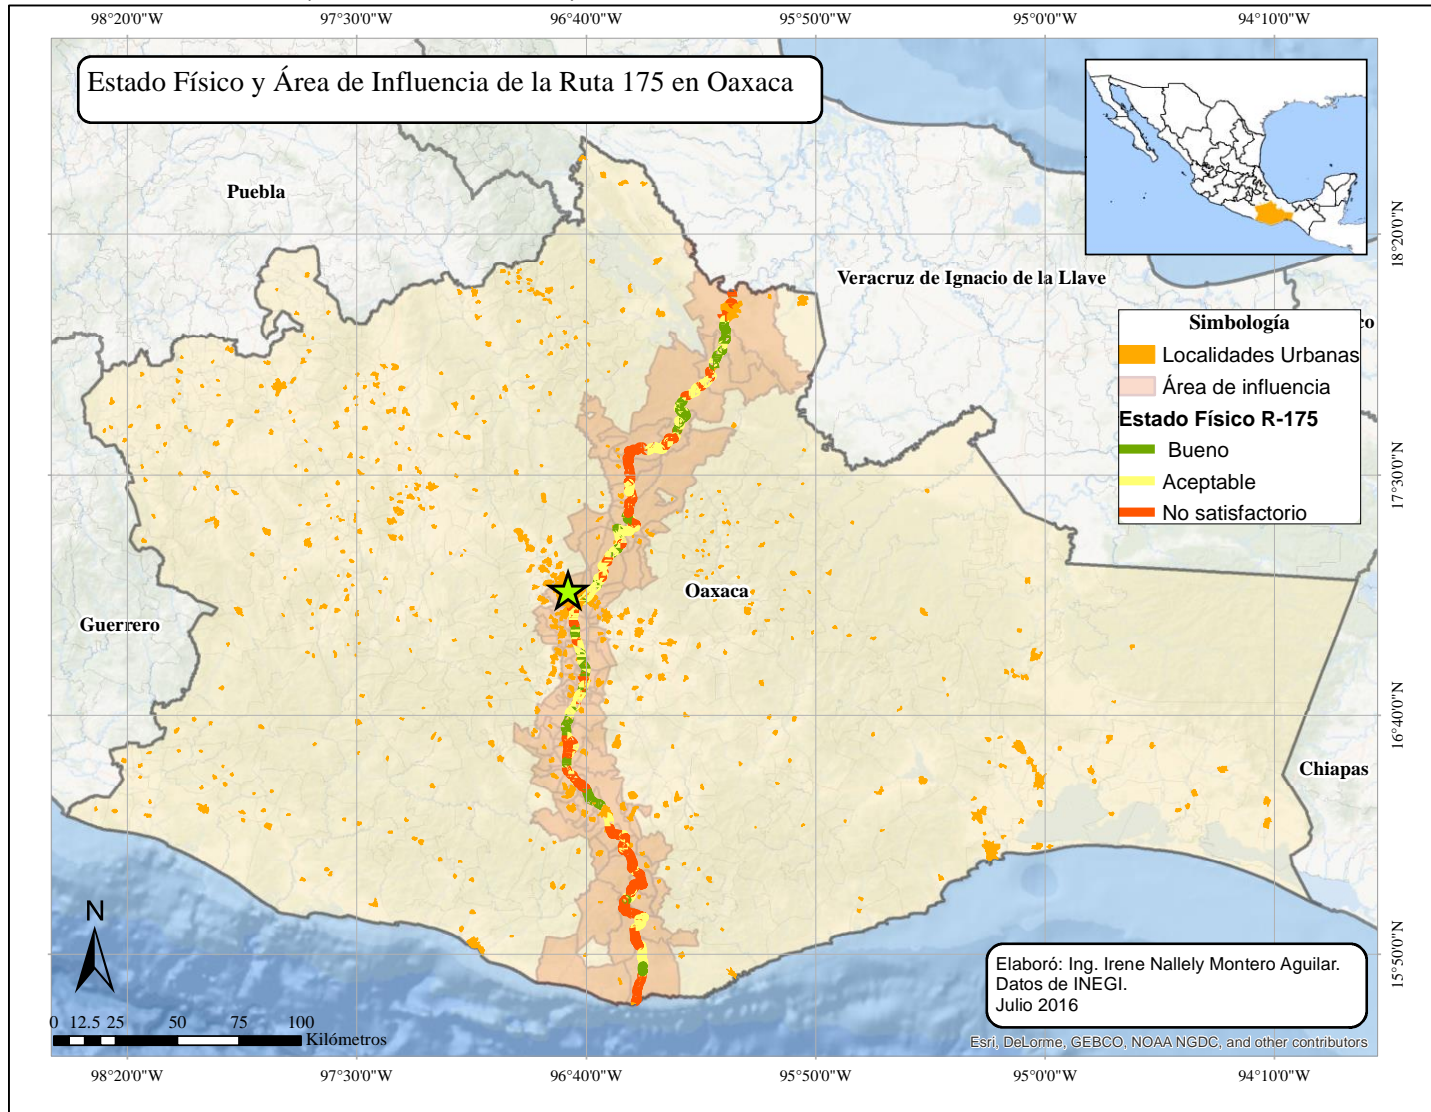 98°20'0"W 97°30'0"W 96°40'0"W 95°50'0"W 95°0'0"W 94°10'0"W
Estado Físico y Área de Influencia de la Ruta 175 en Oaxaca
Puebla
18°20'0"N
Veracruz de Ignacio de la Llave
Simbología
co
Localidades Urbanas
Área de influencia
Estado Físico R-175
Bueno
Aceptable
No satisfactorio
17°30'0"N
Oaxaca
Guerrero
16°40'0"N
Chiapas
N
15°50'0"N
Elaboró: Ing. Irene Nallely Montero Aguilar.
Datos de INEGI.
Julio 2016
0 12.5 25 50 75 100
Kilómetros
Esri, DeLorme, GEBCO, NOAA NGDC, and other contributors
98°20'0"W 97°30'0"W 96°40'0"W 95°50'0"W 95°0'0"W 94°10'0"W